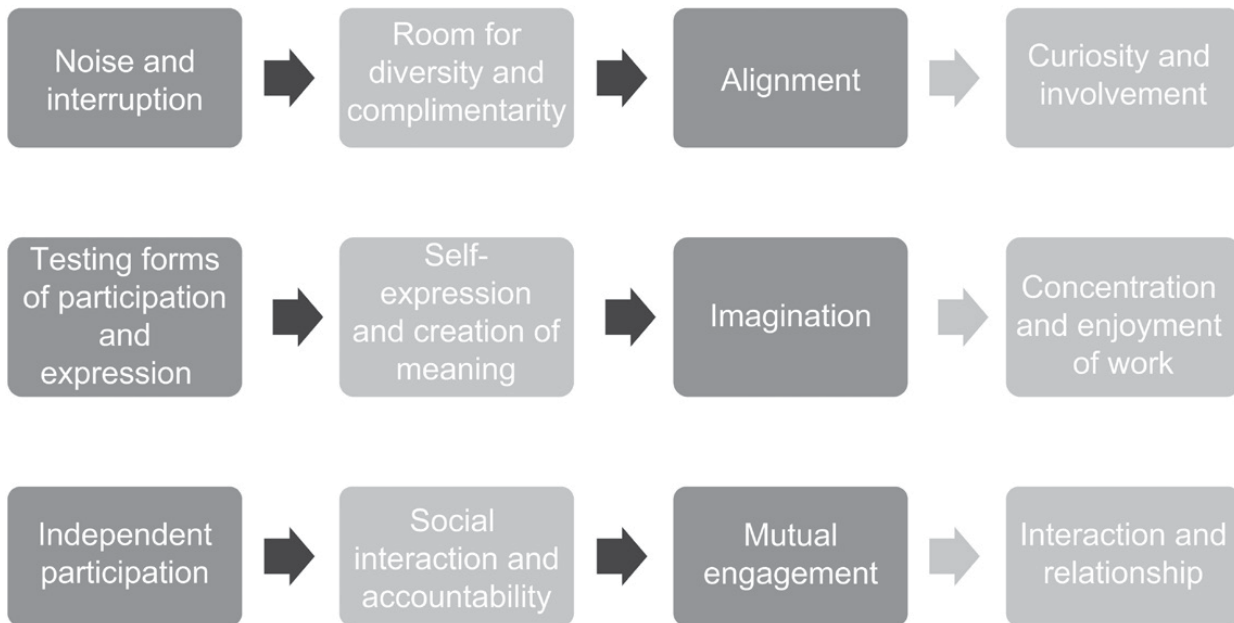 Noise and
interruption
Room for
diversity and
complimentarity
Alignment
Curiosity and
involvement
Testing forms
of participation
and
expression
Self-
expression
and creation of
meaning
Imagination
Concentration
and enjoyment
of work
Independent
participation
Social
interaction and
accountability
Mutual
engagement
Interaction and
relationship